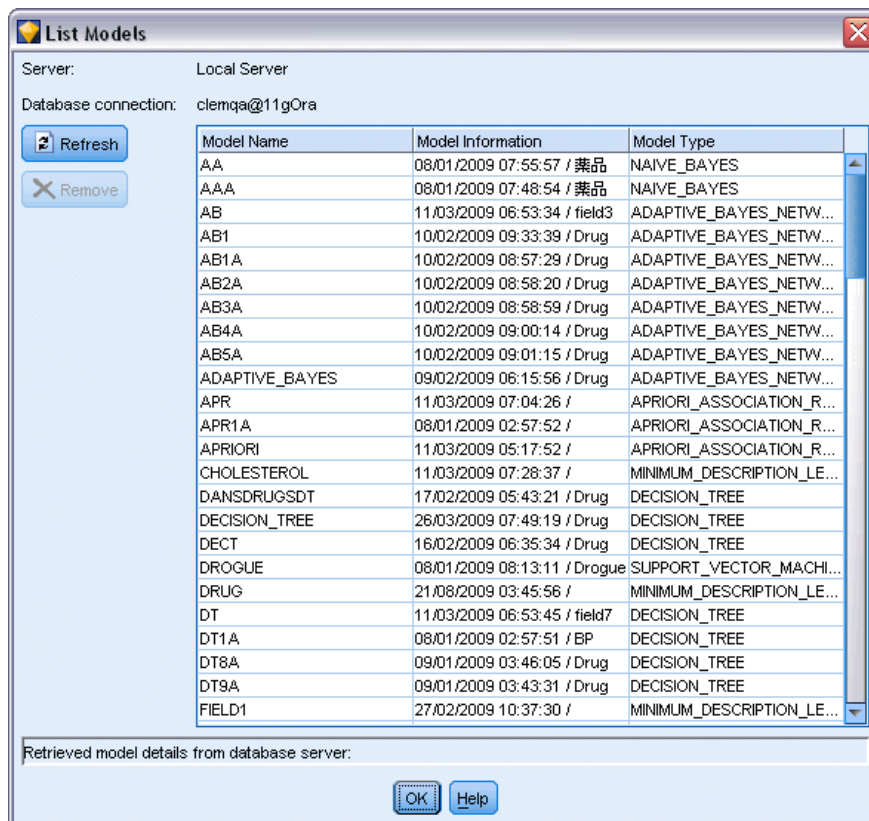 List Models
Server: Local Server
Database connection: clemqa@11gOra
Refresh
Remove
Model Name Model Information Model Type
AA 08/01/2009 07:55:57 / 薬品 NAIVE_BAYES
AAA 08/01/2009 07:48:54 / 薬品 NAIVE_BAYES
AB 11/03/2009 06:53:34 / field3 ADAPTIVE_BAYES_NETW...
AB1 10/02/2009 09:33:39 / Drug ADAPTIVE_BAYES_NETW...
AB1A 10/02/2009 08:57:29 / Drug ADAPTIVE_BAYES_NETW...
AB2A 10/02/2009 08:58:20 / Drug ADAPTIVE_BAYES_NETW...
AB3A 10/02/2009 08:58:59 / Drug ADAPTIVE_BAYES_NETW...
AB4A 10/02/2009 09:00:14 / Drug ADAPTIVE_BAYES_NETW...
AB5A 10/02/2009 09:01:15 / Drug ADAPTIVE_BAYES_NETW...
ADAPTIVE_BAYES 09/02/2009 06:15:56 / Drug ADAPTIVE_BAYES_NETW...
APR 11/03/2009 07:04:26 / APRIORI_ASSOCIATION_R...
APR1A 08/01/2009 02:57:52 / APRIORI_ASSOCIATION_R...
APRIORI 11/03/2009 05:17:52 / APRIORI_ASSOCIATION_R...
CHOLESTEROL 11/03/2009 07:28:37 / MINIMUM_DESCRIPTION_LE...
DANSDRUGSDT 17/02/2009 05:43:21 / Drug DECISION_TREE
DECISION_TREE 26/03/2009 07:49:19 / Drug DECISION_TREE
DECT 16/02/2009 06:35:34 / Drug DECISION_TREE
DROGUE 08/01/2009 08:13:11 / Drogue SUPPORT_VECTOR_MACHI...
DRUG 21/08/2009 03:45:56 / MINIMUM_DESCRIPTION_LE...
DT 11/03/2009 06:53:45 / field7 DECISION_TREE
DT1A 08/01/2009 02:57:51 / BP DECISION_TREE
DT8A 09/01/2009 03:46:05 / Drug DECISION_TREE
DT9A 09/01/2009 03:43:31 / Drug DECISION_TREE
FIELD1 27/02/2009 10:37:30 / MINIMUM_DESCRIPTION_LE...
Retrieved model details from database server:
OK Help